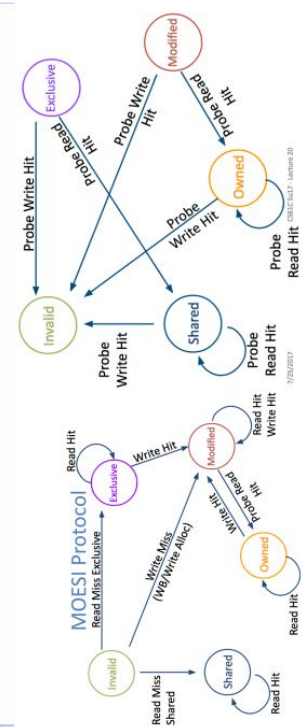 MOESI Protocol
Invalid
Read Miss Exclusive
Exclusive
Read Hit
Write Hit
Write Miss
(WB/Write Alloc)
Read Miss
Shared
Shared
Read Hit
Modified
Read Hit
Write Hit
Write Hit
Probe Read
Hit
Owned
Read Hit
Invalid
Probe Write Hit
Exclusive
Probe Read
Hit
Probe Write
Hit
Modified
Probe Read
Hit
Probe
Write Hit
Probe
Write Hit
Shared
Probe
Read Hit
Owned
Probe
Read Hit
7/25/2017
CS61C Su17 - Lecture 20